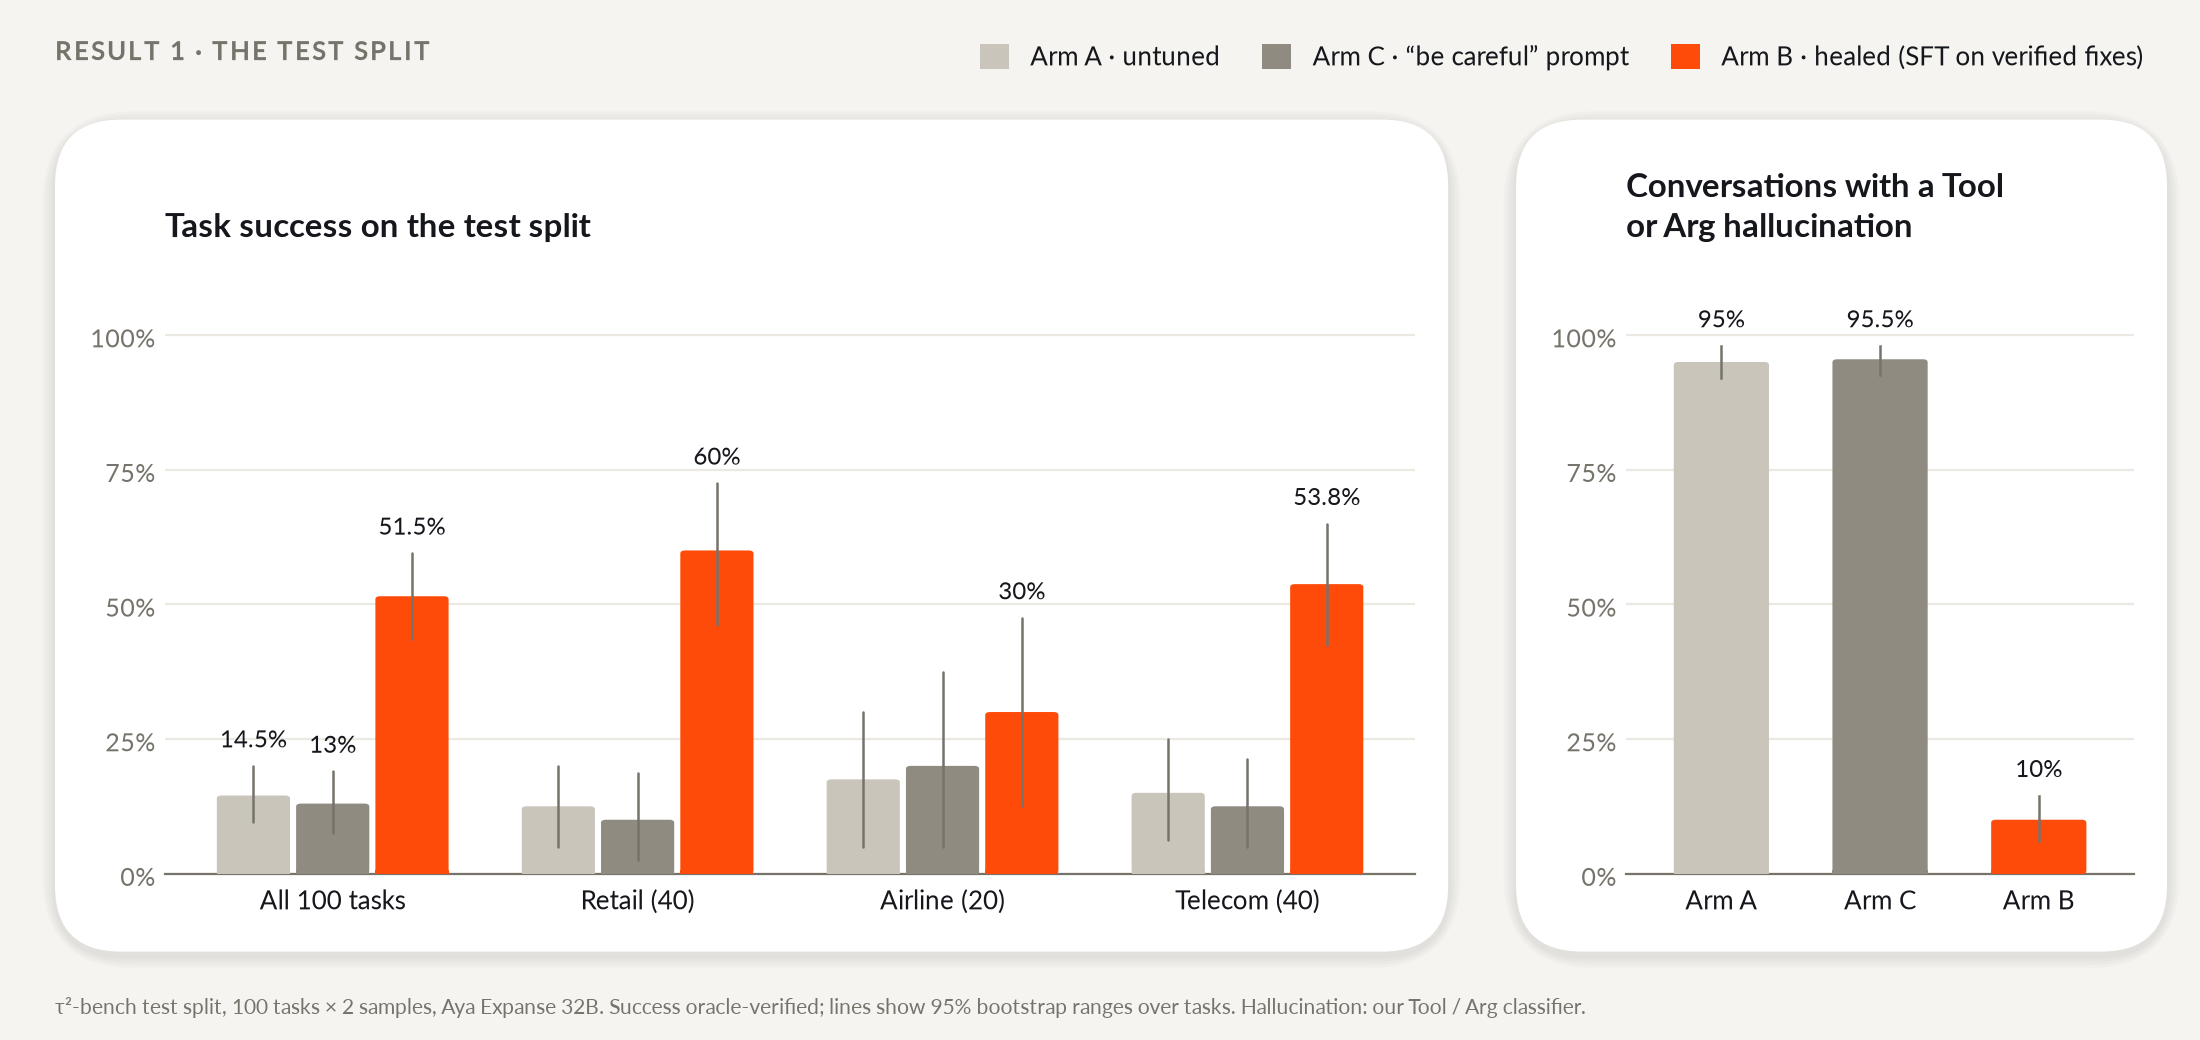 RESULT 1 · THE TEST SPLIT
Arm A · untuned
Arm C · “be careful” prompt
Arm B · healed (SFT on verified fixes)
Task success on the test split
100%
75%
50%
25%
0%
14.5%
13%
51.5%
60%
30%
53.8%
All 100 tasks
Retail (40)
Airline (20)
Telecom (40)
Conversations with a Tool
or Arg hallucination
100%
75%
50%
25%
0%
95%
95.5%
10%
Arm A
Arm C
Arm B
τ²-bench test split, 100 tasks × 2 samples, Aya Expanse 32B. Success oracle-verified; lines show 95% bootstrap ranges over tasks. Hallucination: our Tool / Arg classifier.